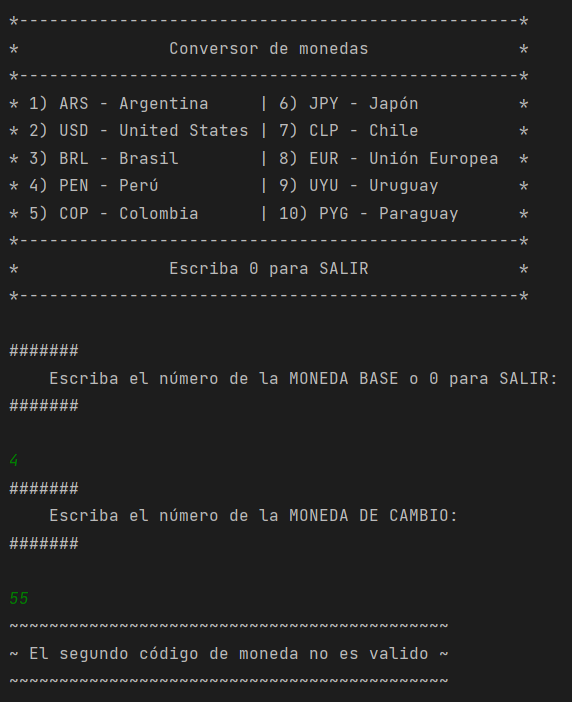 *--------------------------------------------------*
*               Conversor de monedas               *
*--------------------------------------------------*
* 1) ARS - Argentina     | 6) JPY - Japón          *
* 2) USD - United States | 7) CLP - Chile          *
* 3) BRL - Brasil        | 8) EUR - Unión Europea  *
* 4) PEN - Perú          | 9) UYU - Uruguay        *
* 5) COP - Colombia      | 10) PYG - Paraguay      *
*--------------------------------------------------*
*               Escriba 0 para SALIR               *
*--------------------------------------------------*

#######
    Escriba el número de la MONEDA BASE o 0 para SALIR:
#######

4
#######
    Escriba el número de la MONEDA DE CAMBIO:
#######

55
~~~~~~~~~~~~~~~~~~~~~~~~~~~~~~~~~~~~~~~~~~~~
~ El segundo código de moneda no es valido ~
~~~~~~~~~~~~~~~~~~~~~~~~~~~~~~~~~~~~~~~~~~~~